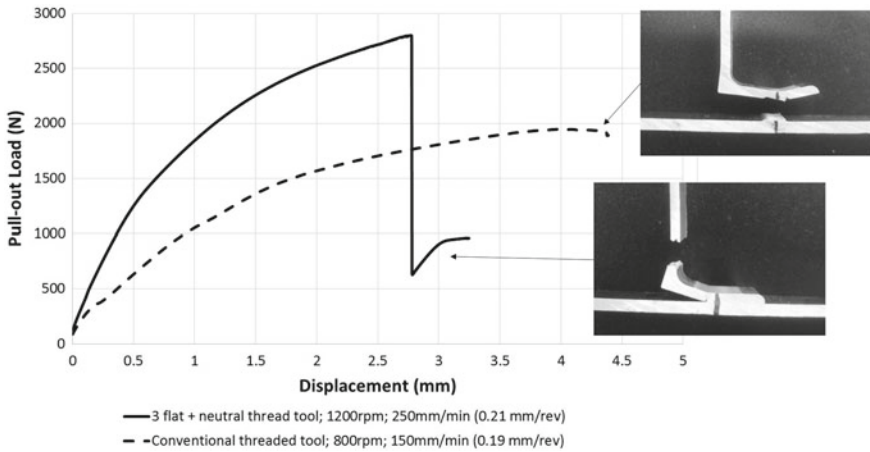 3000
2500
2000
1500
1000
500
0
Pull-out Load (N)
0 0.5 1 1.5 2 2.5 3 3.5 4 4.5 5
Displacement (mm)
3 flat + neutral thread tool; 1200rpm; 250mm/min (0.21 mm/rev)
Conventional threaded tool; 800rpm; 150mm/min (0.19 mm/rev)